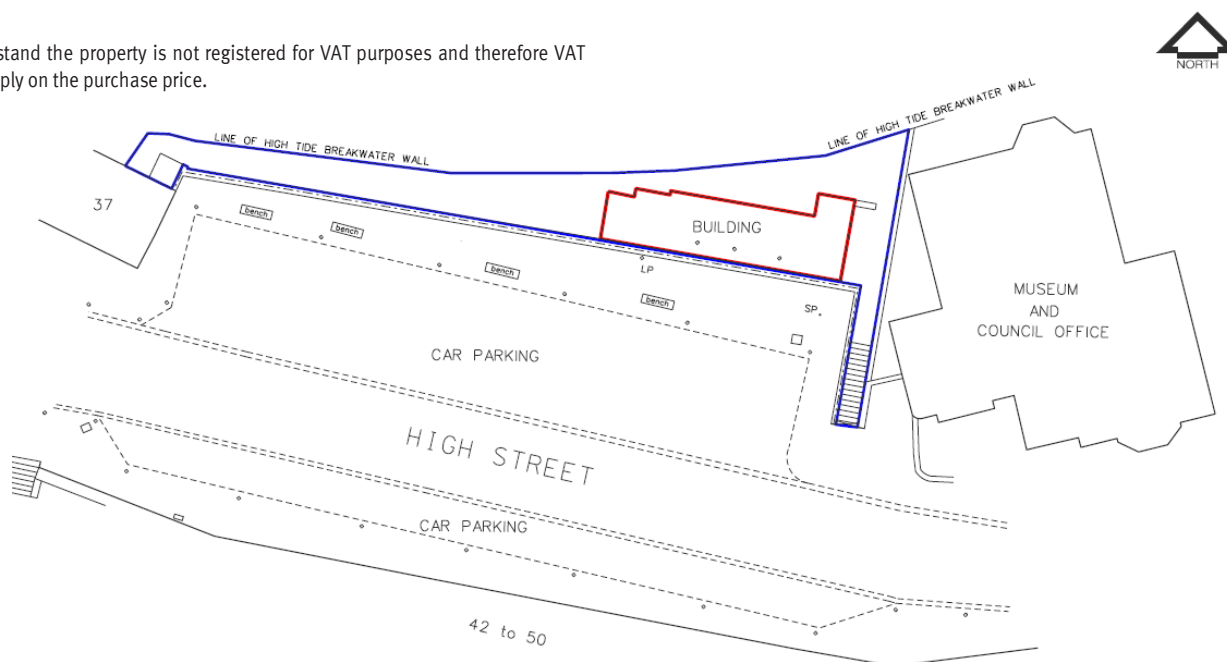 stand the property is not registered for VAT purposes and therefore VAT
ply on the purchase price.
NORTH
LINE OF HIGH TIDE BREAKWATER WALL
LINE OF HIGH TIDE BREAKWATER WALL
37
bench
bench
bench
bench
BUILDING
LP
SP.
MUSEUM
AND
COUNCIL OFFICE
CAR PARKING
HIGH STREET
CAR PARKING
42 to 50